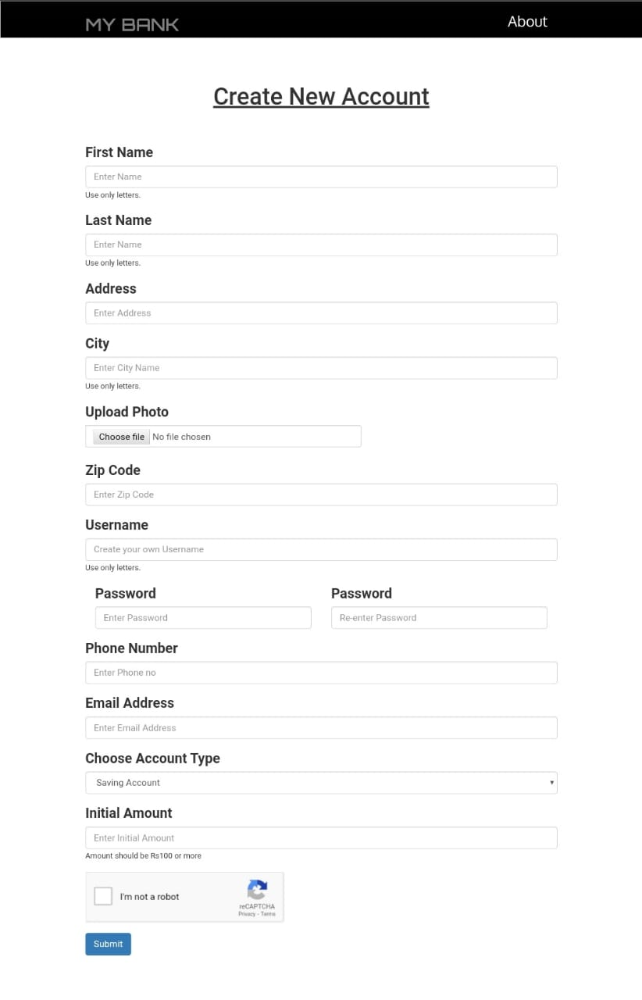 MY BANK About
Create New Account
First Name
Enter Name
Use only letters.
Last Name
Enter Name
Use only letters.
Address
Enter Address
City
Enter City Name
Use only letters.
Upload Photo
Choose file No file chosen
Zip Code
Enter Zip Code
Username
Create your own Username
Use only letters.
Password Password
Enter Password Re-enter Password
Phone Number
Enter Phone no
Email Address
Enter Email Address
Choose Account Type
Saving Account
Initial Amount
Enter Initial Amount
Amount should be Rs100 or more
I'm not a robot
reCAPTCHA
Privacy - Terms
Submit